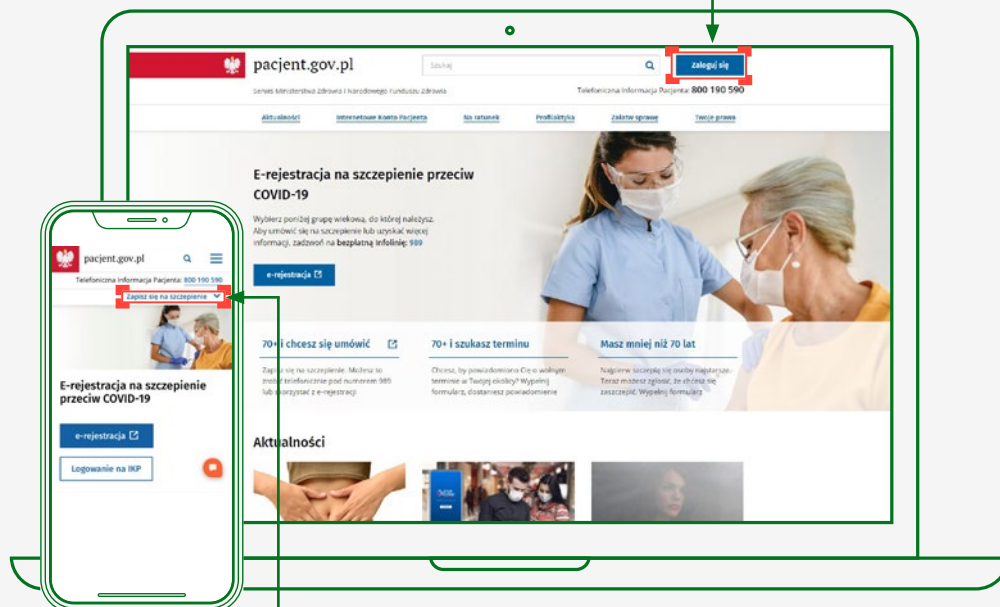 pacjent.gov.pl
Szukaj
Zaloguj się
Serwis Ministerstwa Zdrowia i Narodowego Funduszu Zdrowia
Telefoniczna Informacja Pacjenta: 800 190 590
Aktualności
Internetowe Konto Pacjenta
Na ratunek
Profilaktyka
Załatw sprawę
Twoje prawa
E-rejestracja na szczepienie przeciw
COVID-19
Wybierz poniżej grupę wiekową, do której należysz.
Aby umówić się na szczepienie lub uzyskać więcej
informacji, zadzwoń na bezpłatną infolinię: 989
e-rejestracja
70+ i chcesz się umówić
Zapisz się na szczepienie. Możesz to
zrobić telefonicznie pod numerem 989
lub skorzystać z e-rejestracji
70+ i szukasz terminu
Chcesz, by powiadomiono Cię o wolnym
terminie w Twojej okolicy? Wypełnij
formularz, dostaniesz powiadomienie
Masz mniej niż 70 lat
Najpierw szczepią się osoby najstarsze.
Teraz możesz zgłosić, że chcesz się
zaszczepić. Wypełnij formularz
Aktualności
pacjent.gov.pl
Telefoniczna Informacja Pacjenta: 800 190 590
Zapisz się na szczepienie
E-rejestracja na szczepienie
przeciw COVID-19
e-rejestracja
Logowanie na IKP